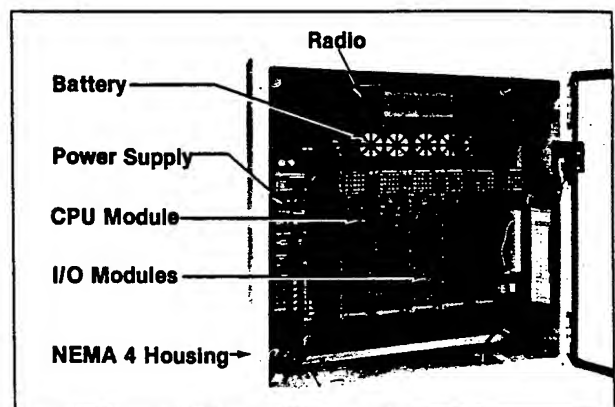 Radio
Battery
Power Supply
CPU Module
I/O Modules
NEMA 4 Housing